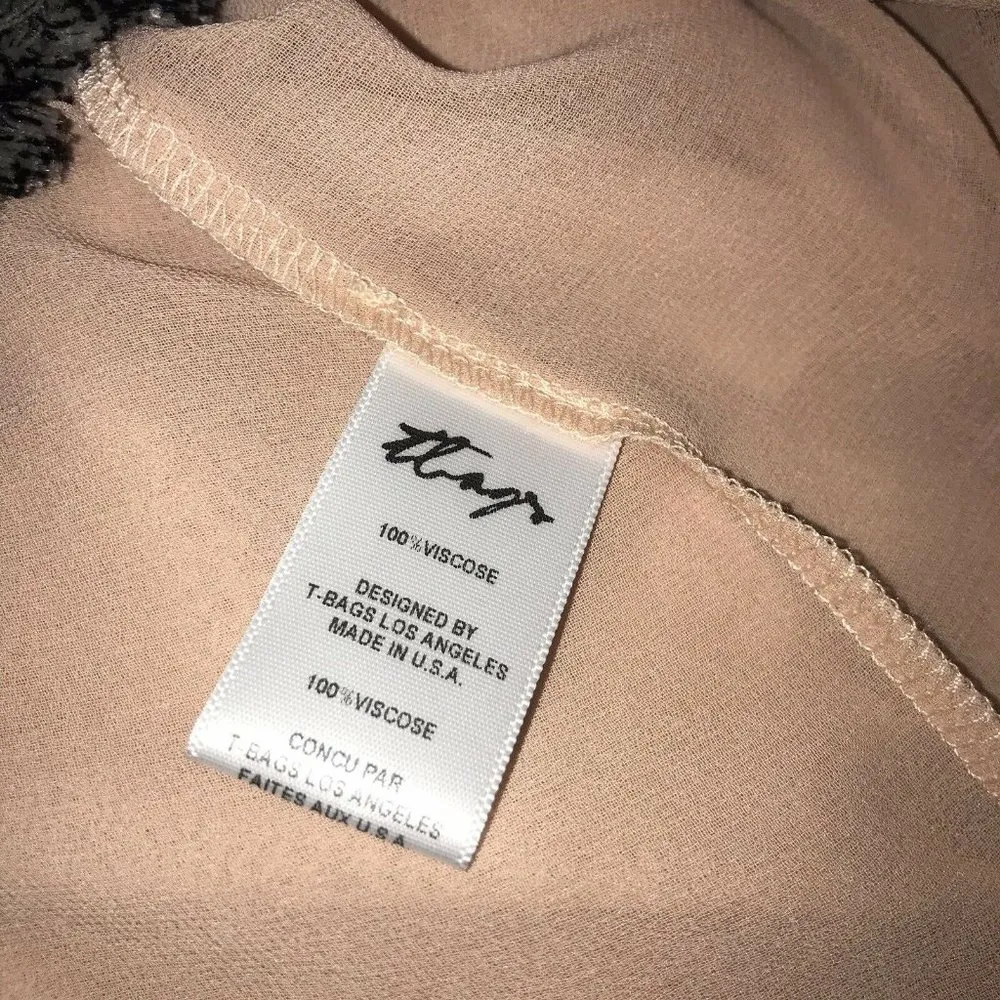 tbags
100%VISCOSE
DESIGNED BY
T-BAGS LOS ANGELES
MADE IN U.S.A.
100%VISCOSE
CONCU PAR
T BAGS LOS ANGELES
FAITES AUX U S A